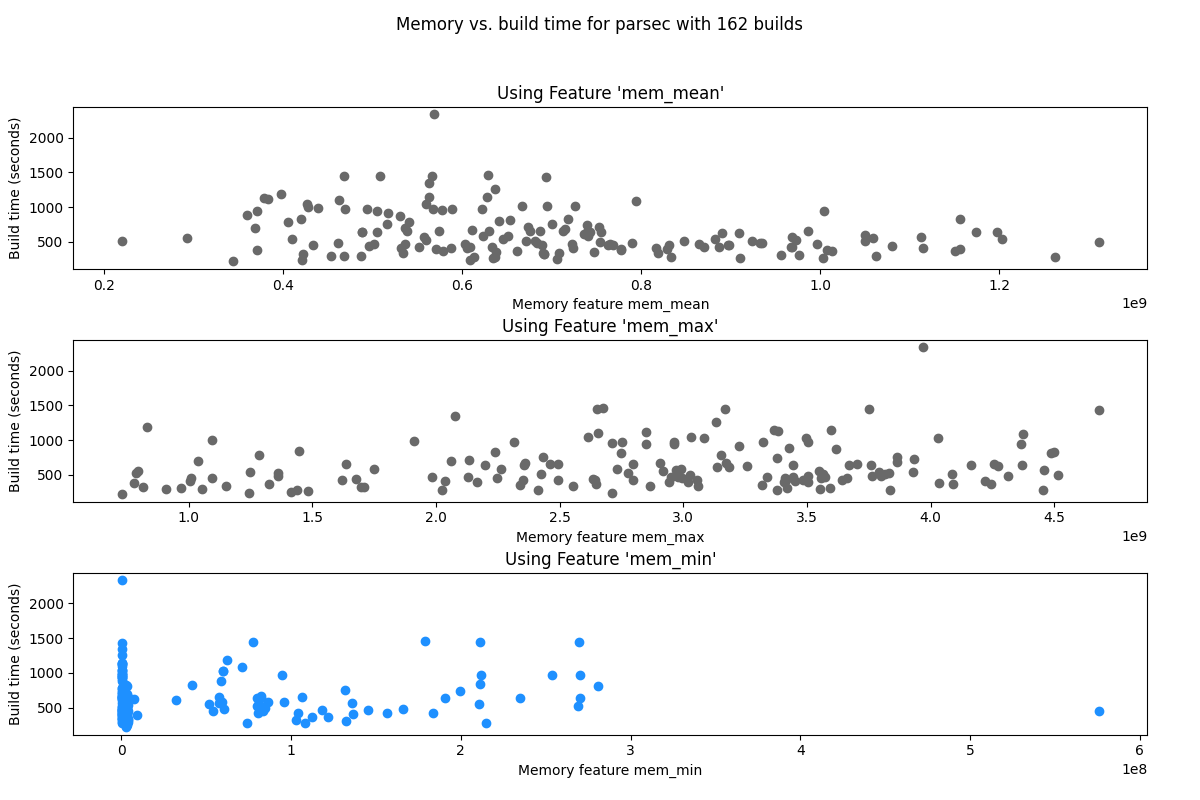 Memory vs. build time for parsec with 162 builds
Using Feature 'mem_mean'
Build time (seconds)
2000
1500
1000
500
0.2 0.4 0.6 0.8 1.0 1.2
1e9
Memory feature mem_mean
Using Feature 'mem_max'
Build time (seconds)
2000
1500
1000
500
1.0 1.5 2.0 2.5 3.0 3.5 4.0 4.5
1e9
Memory feature mem_max
Using Feature 'mem_min'
Build time (seconds)
2000
1500
1000
500
0 1 2 3 4 5 6
1e8
Memory feature mem_min